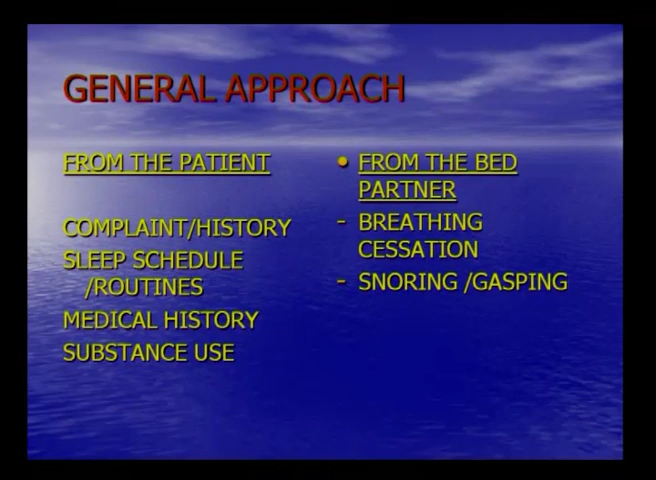 GENERAL APPROACH
FROM THE PATIENT
COMPLAINT/HISTORY
SLEEP SCHEDULE
/ROUTINES
MEDICAL HISTORY
SUBSTANCE USE
• FROM THE BED
PARTNER
- BREATHING
CESSATION
- SNORING /GASPING